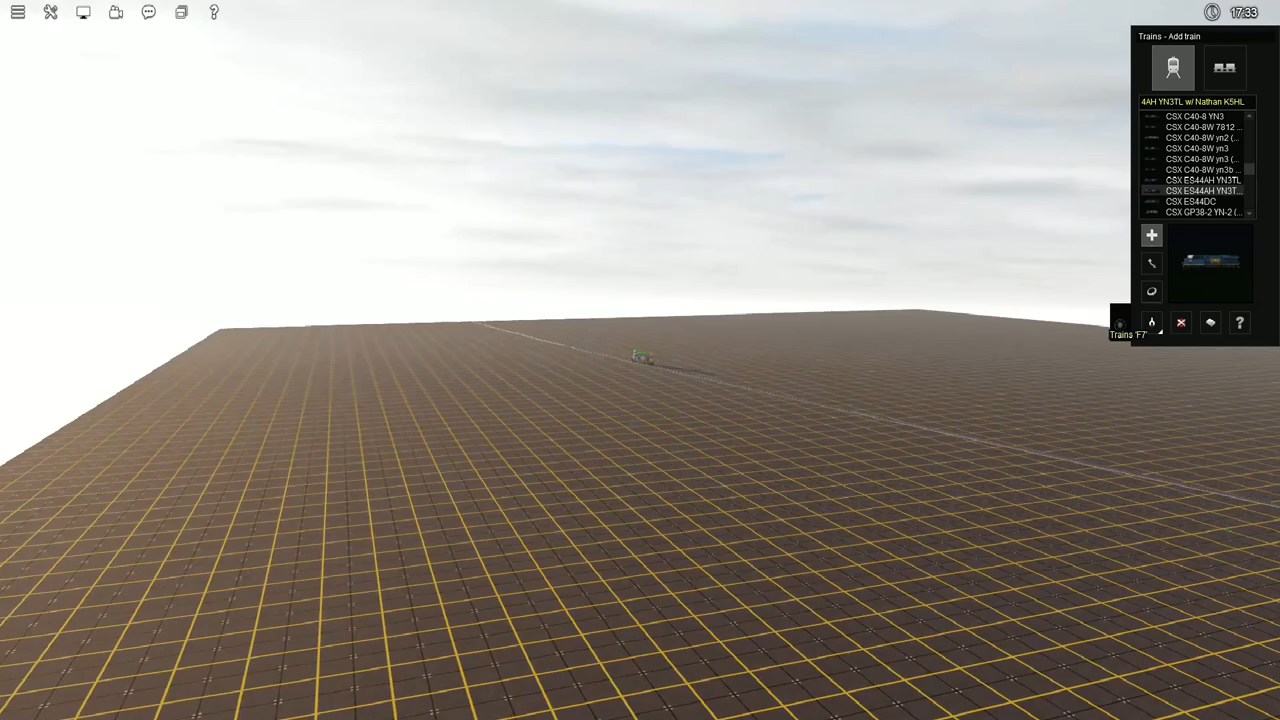 17:33
Trains - Add train
4AH YN3TL w/ Nathan K5HL
CSX C40-8 YN3
CSX C40-8W 7812 ...
CSX C40-8W yn2 (...
CSX C40-8W yn3
CSX C40-8W yn3 (...
CSX C40-8W yn3b ...
CSX ES44AH YN3TL
CSX ES44AH YN3T...
CSX ES44DC
CSX GP38-2 YN-2 (...
Trains 'F7'